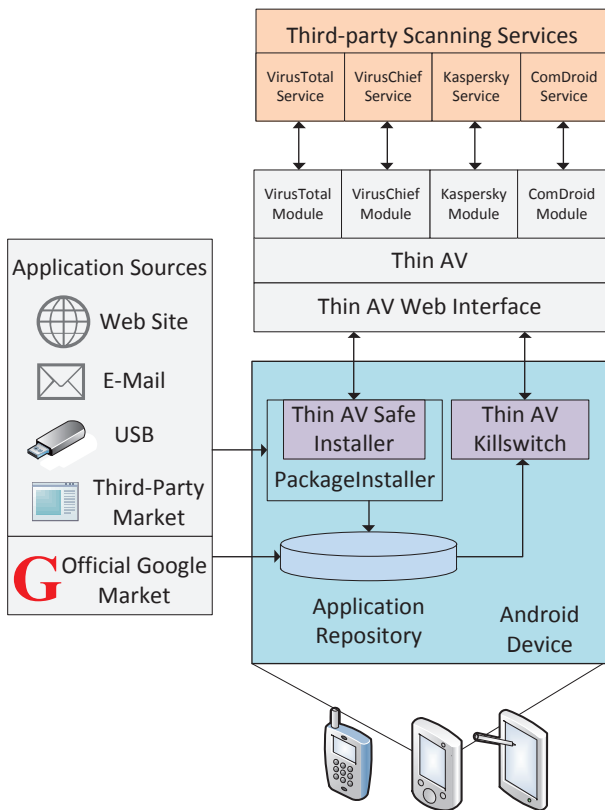 Third-party Scanning Services
VirusTotal
Service
VirusChief
Service
Kaspersky
Service
ComDroid
Service
VirusTotal
Module
VirusChief
Module
Kaspersky
Module
ComDroid
Module
Thin AV
Thin AV Web Interface
Application Sources
Web Site
E-Mail
USB
Third-Party
Market
G
Official Google
Market
Thin AV Safe
Installer
PackageInstaller
Thin AV
Killswitch
Application
Repository
Android
Device